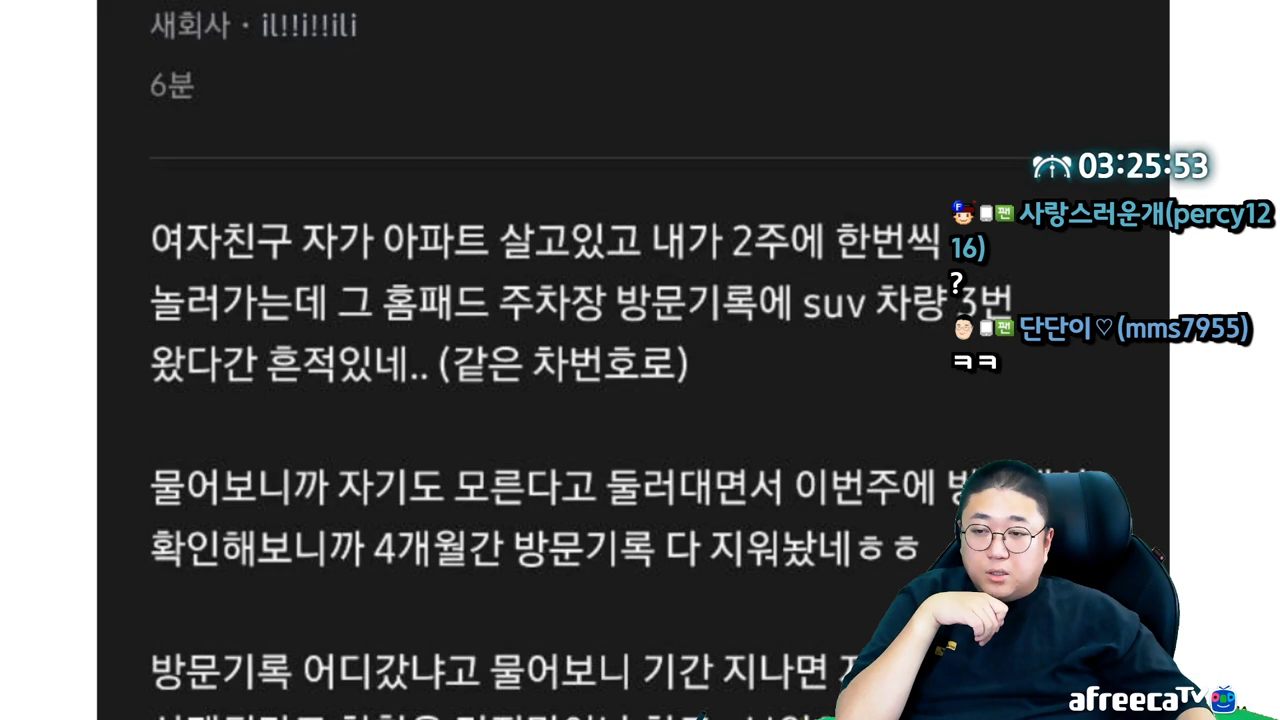 새회사 · il!!i!!ili
6분
여자친구 자가 아파트 살고있고 내가 2주에 한번씩
놀러가는데 그 홈패드 주차장 방문기록에 suv 차량 3번
왔다간 흔적있네.. (같은 차번호로)
물어보니까 자기도 모른다고 둘러대면서 이번주에
확인해보니까 4개월간 방문기록 다 지워놨네ㅎㅎ
방문기록 어디갔냐고 물어보니 기간 지나면
03:25:53
사랑스러운개(percy12
16)
?
단단이♡(mms7955)
ㅋㅋ
afreecaTV